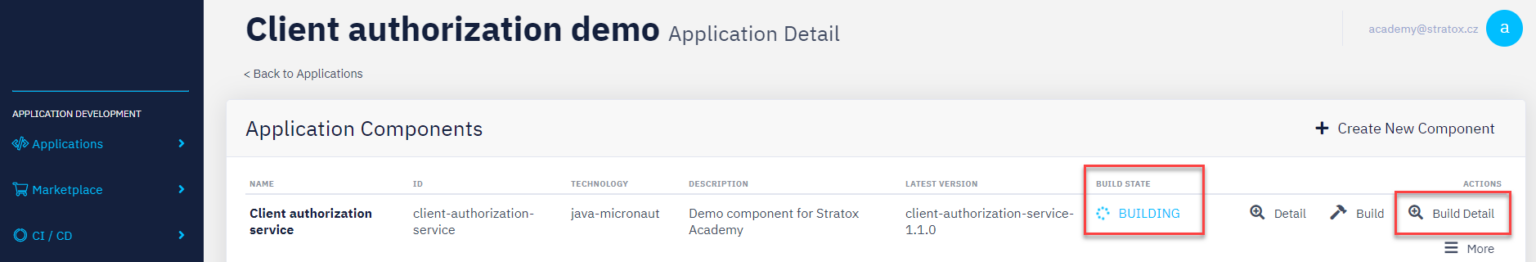 Client authorization demo Application Detail
academy@stratox.cz
a
< Back to Applications
APPLICATION DEVELOPMENT
Applications
Marketplace
CI / CD
Application Components
Create New Component
NAME ID TECHNOLOGY DESCRIPTION LATEST VERSION BUILD STATE ACTIONS
Client authorization
service
client-authorization-
service
java-micronaut
Demo component for Stratox
Academy
client-authorization-service-
1.1.0
BUILDING
Detail
Build
Build Detail
More